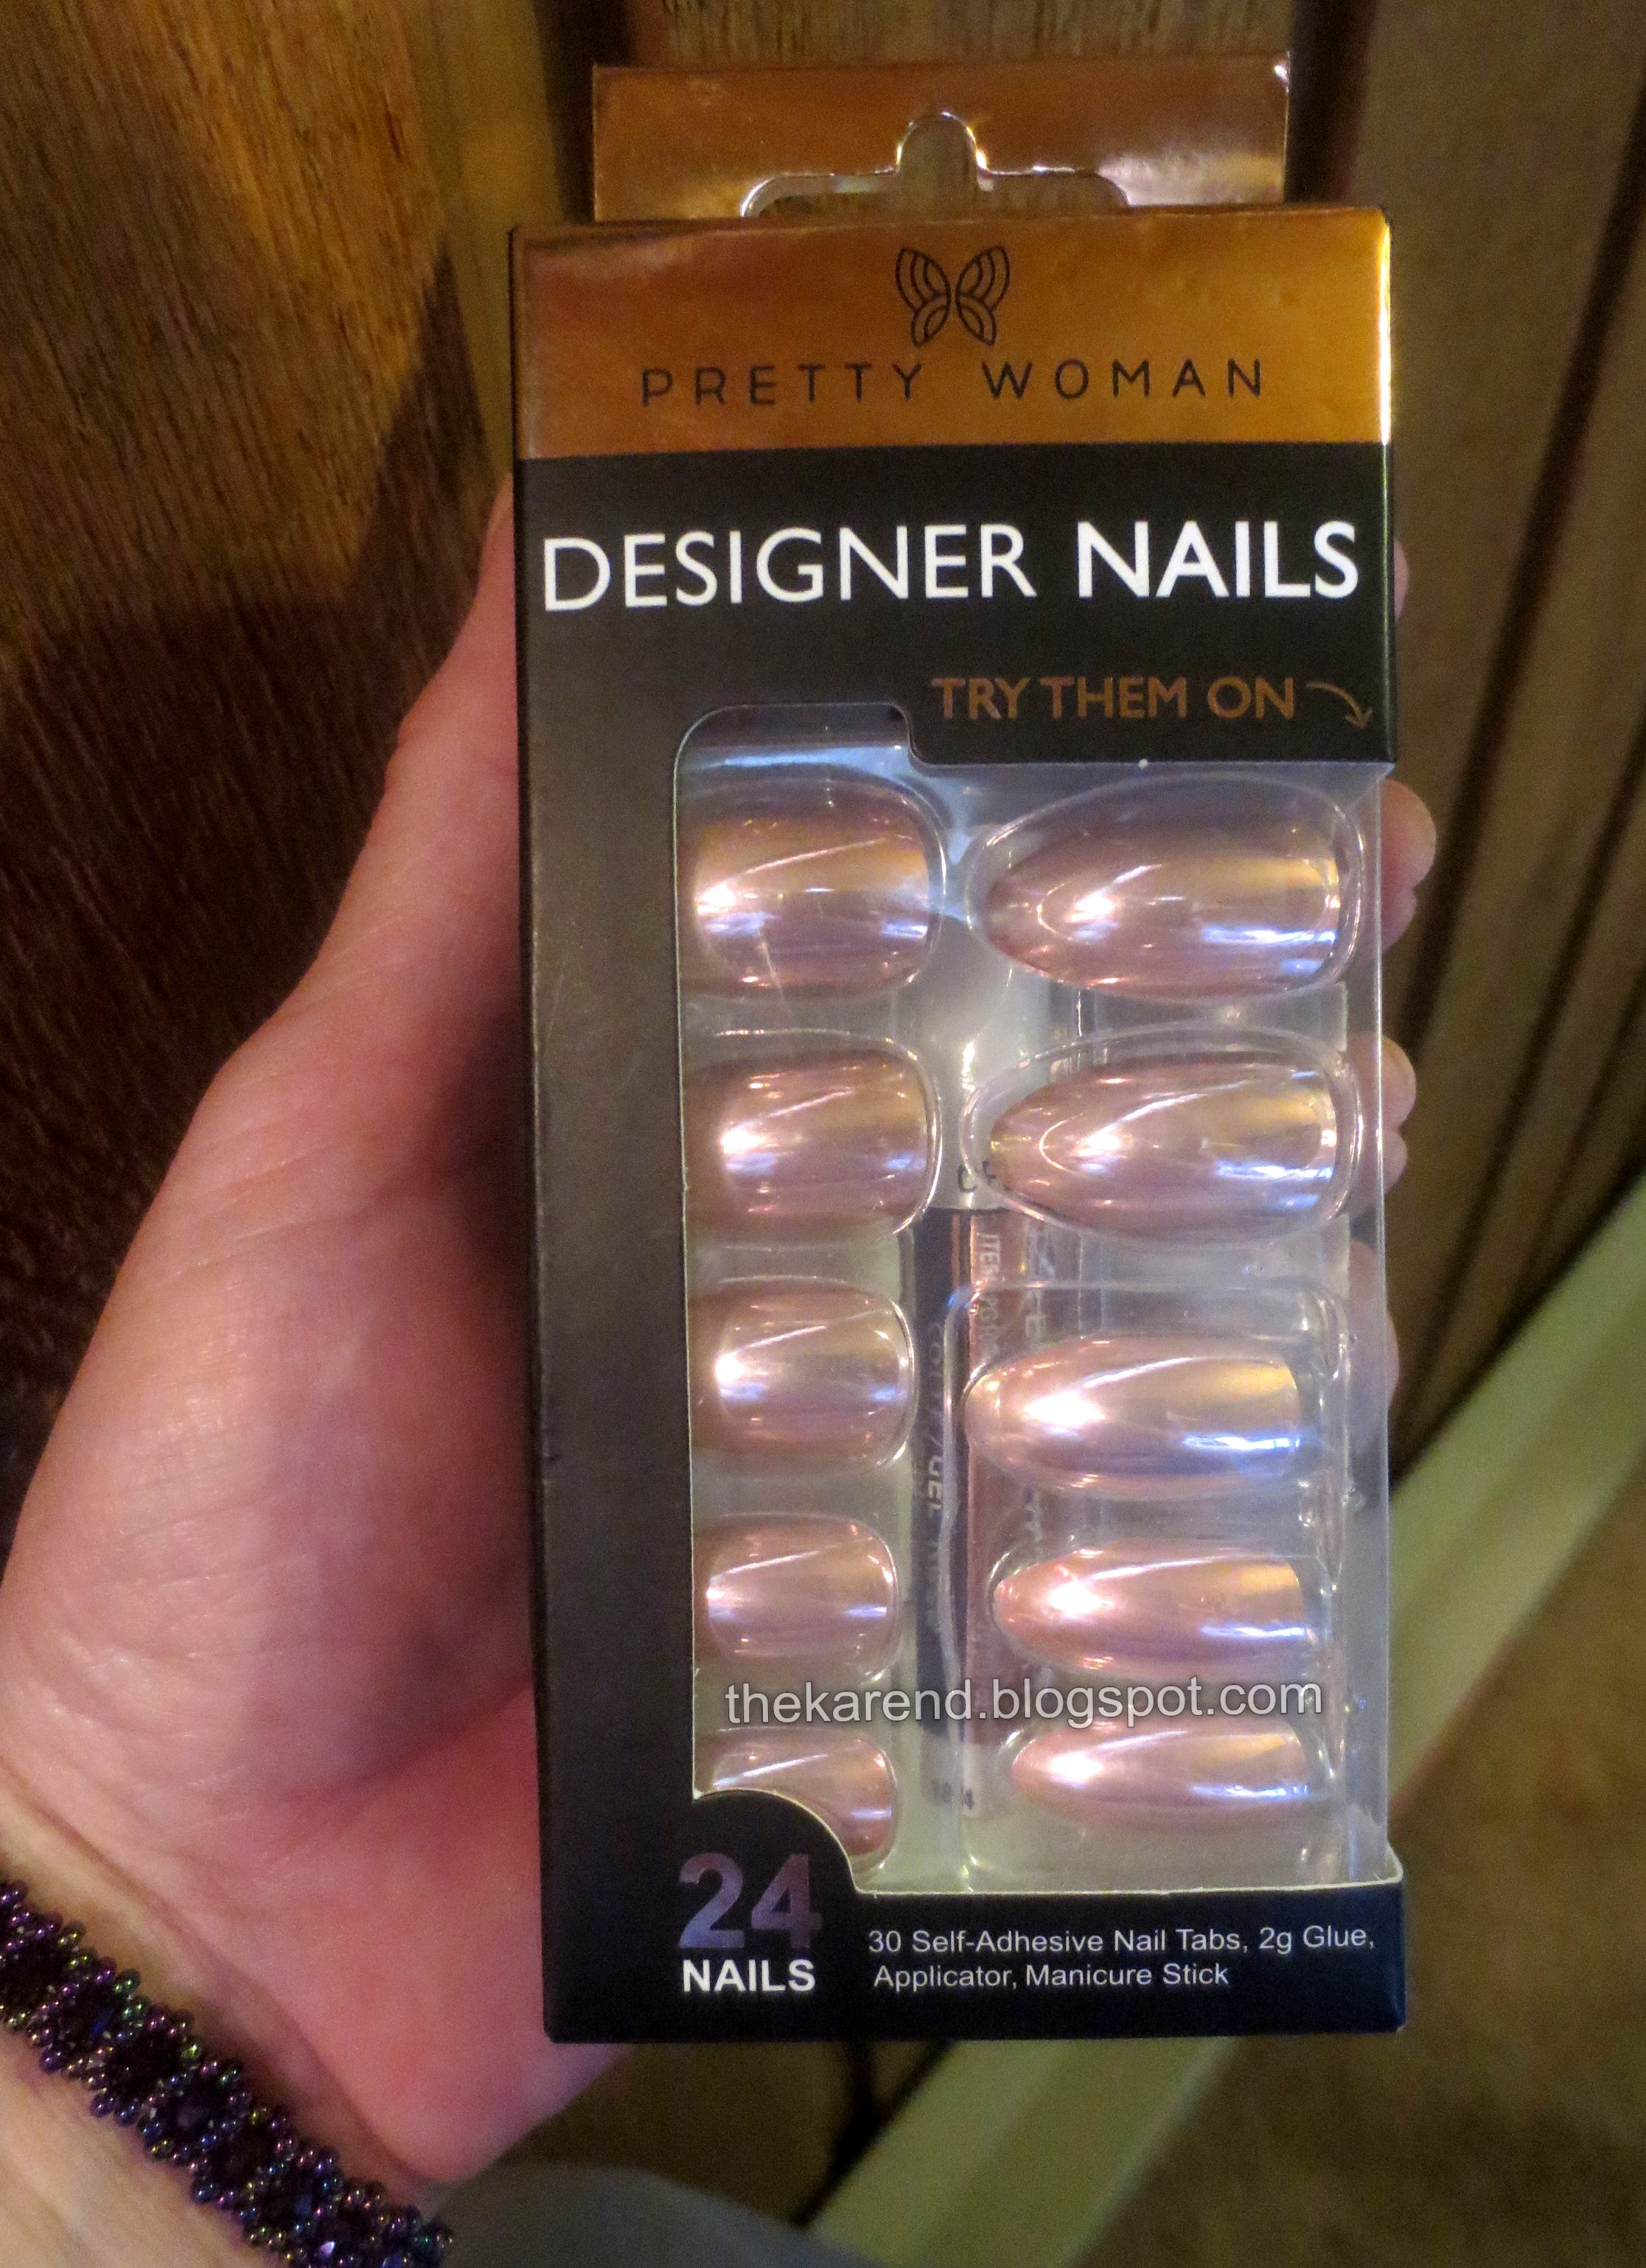 PRETTY WOMAN
DESIGNER NAILS
TRY THEM ON
thekarend.blogspot.com
24
NAILS
30 Self-Adhesive Nail Tabs, 2g Glue,
Applicator, Manicure Stick